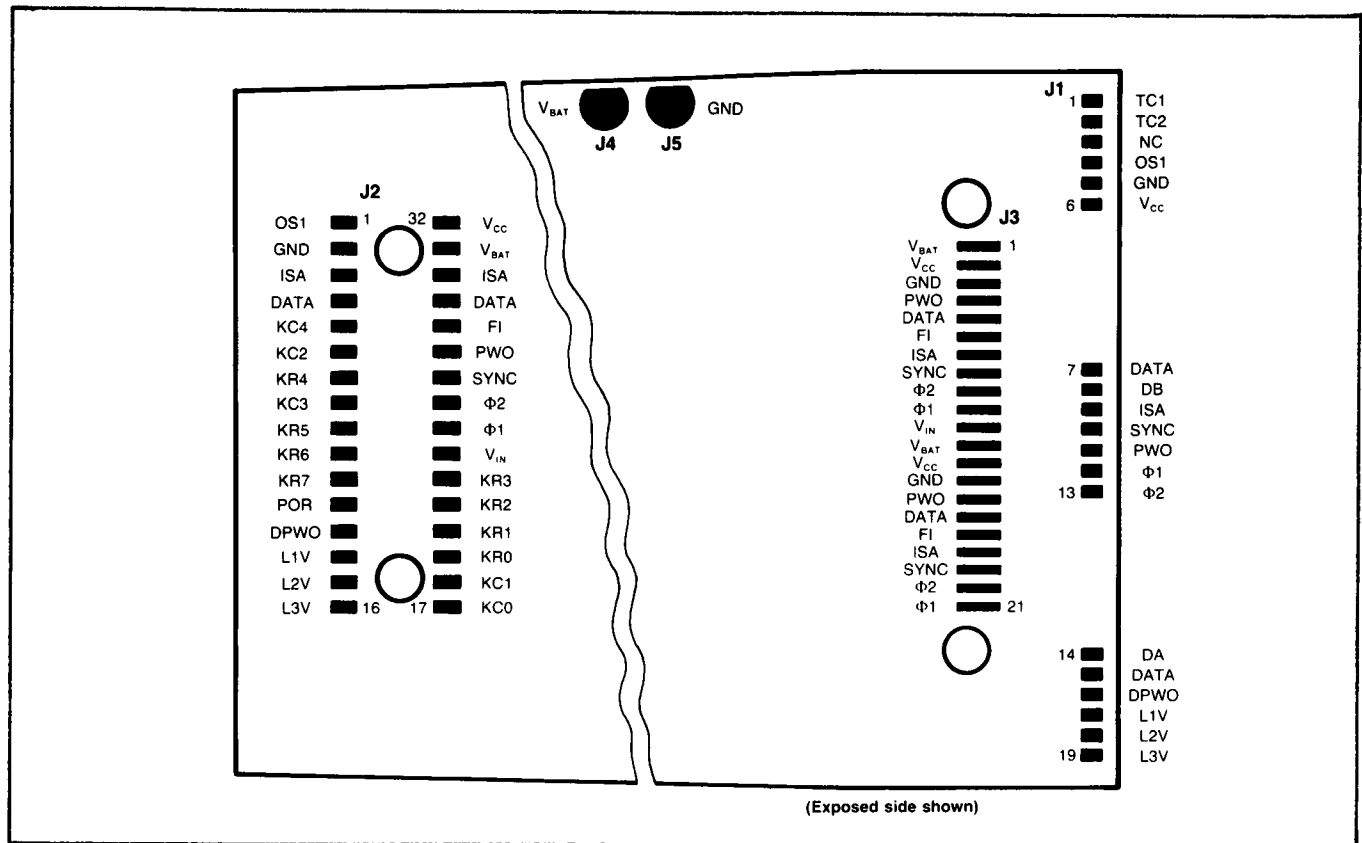 V_BAT J4 J5 GND
J1
1 TC1
TC2
NC
OS1
GND
6 V_CC
J2
OS1 1 32 V_CC
GND V_BAT
ISA ISA
DATA DATA
KC4 FI
KC2 PWO
KR4 SYNC
KC3 Φ2
KR5 Φ1
KR6 V_IN
KR7 KR3
POR KR2
DPWO KR1
L1V KR0
L2V KC1
L3V 16 17 KC0
J3
V_BAT 1
V_CC
GND
PWO
DATA
FI
ISA
SYNC
Φ2
Φ1
V_IN
V_BAT
V_CC
GND
PWO
DATA
FI
ISA
SYNC
Φ2
Φ1 21
7 DATA
DB
ISA
SYNC
PWO
Φ1
13 Φ2
14 DA
DATA
DPWO
L1V
L2V
19 L3V
(Exposed side shown)